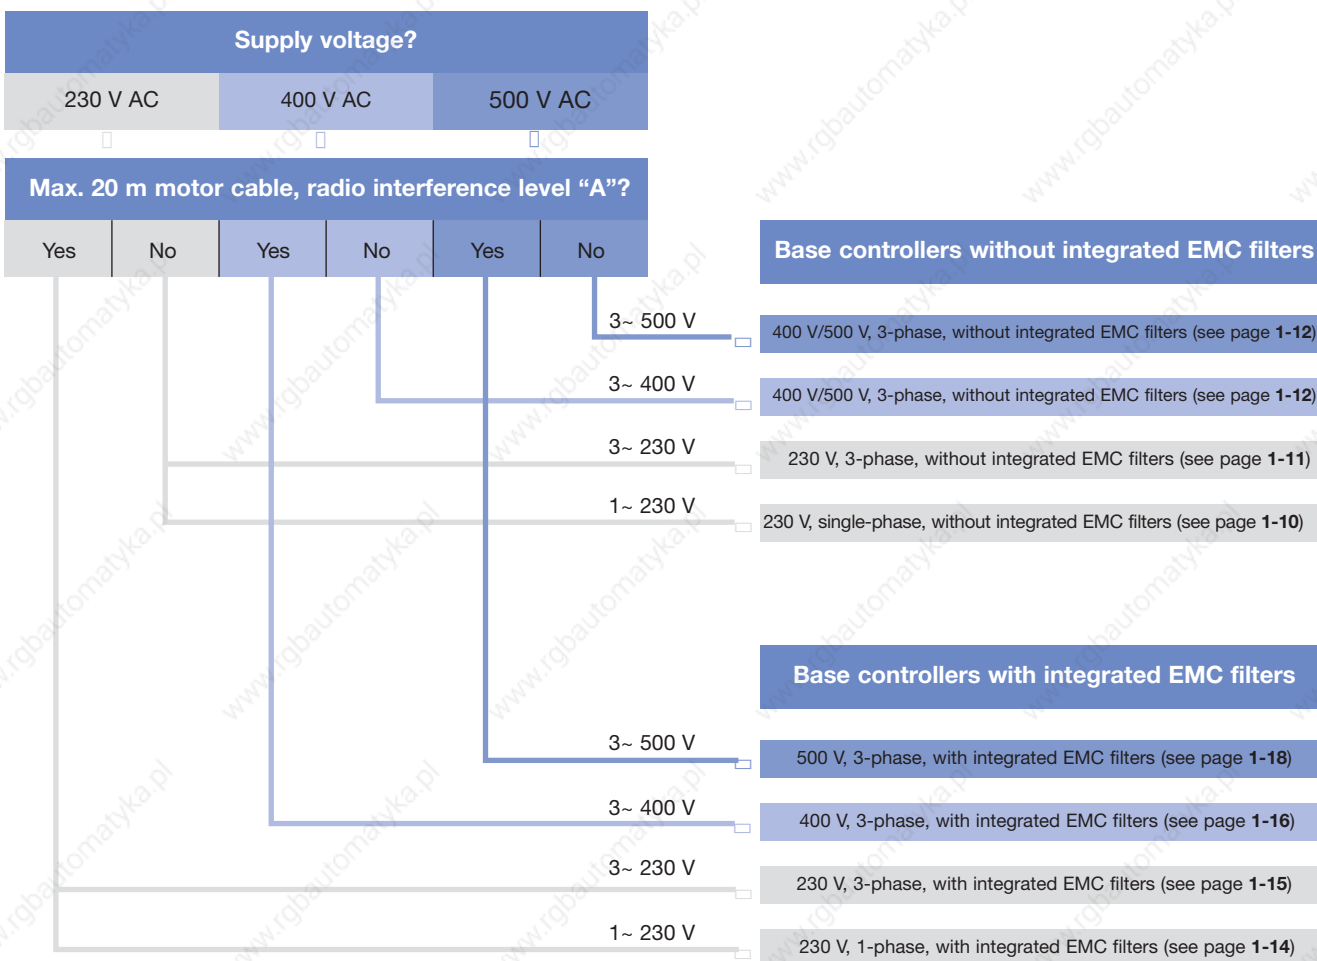 Supply voltage?
230 V AC
400 V AC
500 V AC
Max. 20 m motor cable, radio interference level “A”?
Yes
No
Yes
No
Yes
No
Base controllers without integrated EMC filters
3~ 500 V
400 V/500 V, 3-phase, without integrated EMC filters (see page 1-12)
3~ 400 V
400 V/500 V, 3-phase, without integrated EMC filters (see page 1-12)
3~ 230 V
230 V, 3-phase, without integrated EMC filters (see page 1-11)
1~ 230 V
230 V, single-phase, without integrated EMC filters (see page 1-10)
Base controllers with integrated EMC filters
3~ 500 V
500 V, 3-phase, with integrated EMC filters (see page 1-18)
3~ 400 V
400 V, 3-phase, with integrated EMC filters (see page 1-16)
3~ 230 V
230 V, 3-phase, with integrated EMC filters (see page 1-15)
1~ 230 V
230 V, 1-phase, with integrated EMC filters (see page 1-14)
www.rgbautomatyka.pl